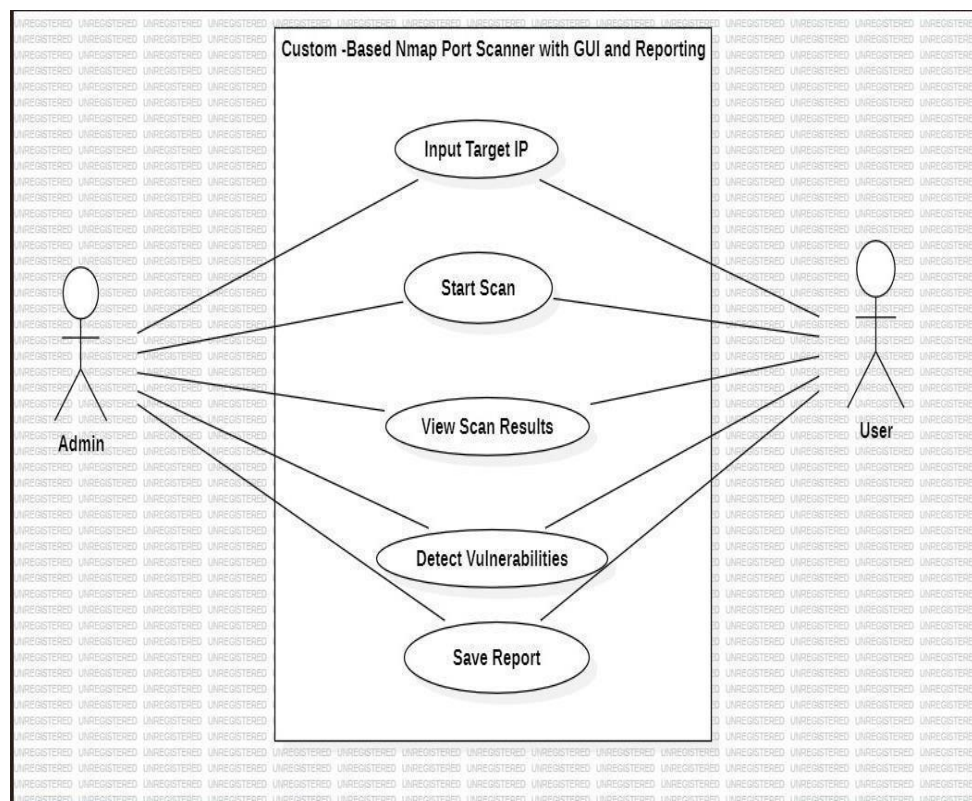 Custom -Based Nmap Port Scanner with GUI and Reporting
Input Target IP
Start Scan
View Scan Results
Admin
User
Detect Vulnerabilities
Save Report
UNREGISTERED